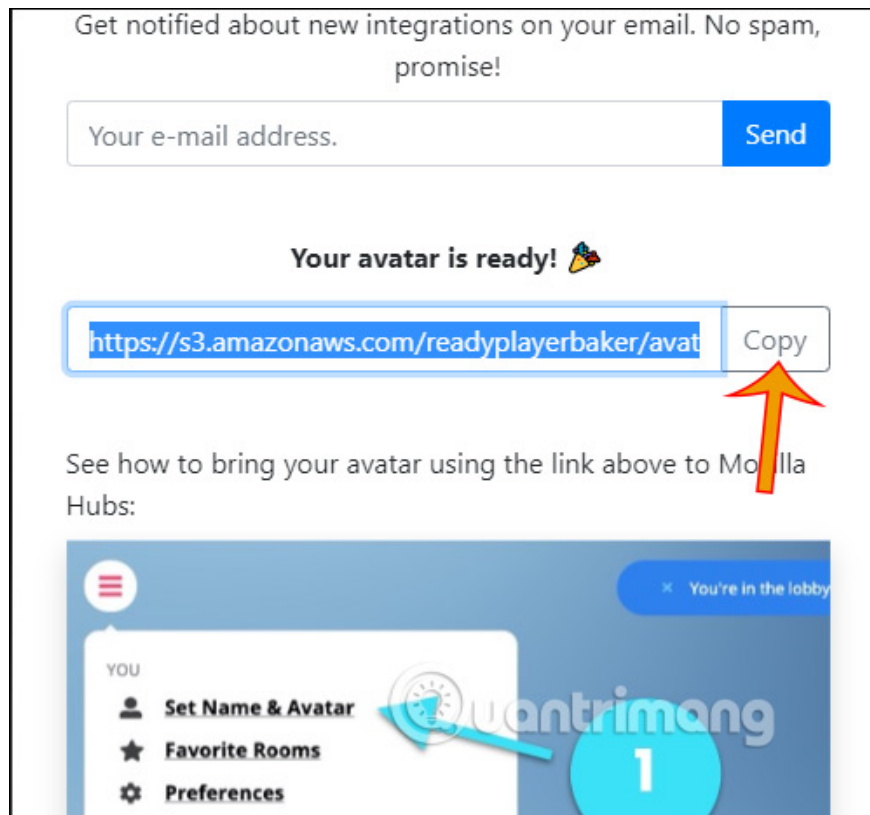 Get notified about new integrations on your email. No spam,
promise!
Your e-mail address.
Send
Your avatar is ready!
https://s3.amazonaws.com/readyplayerbaker/avat
Copy
See how to bring your avatar using the link above to Mozilla
Hubs:
You're in the lobby
YOU
Set Name & Avatar
Favorite Rooms
Preferences
1
Quantrimang